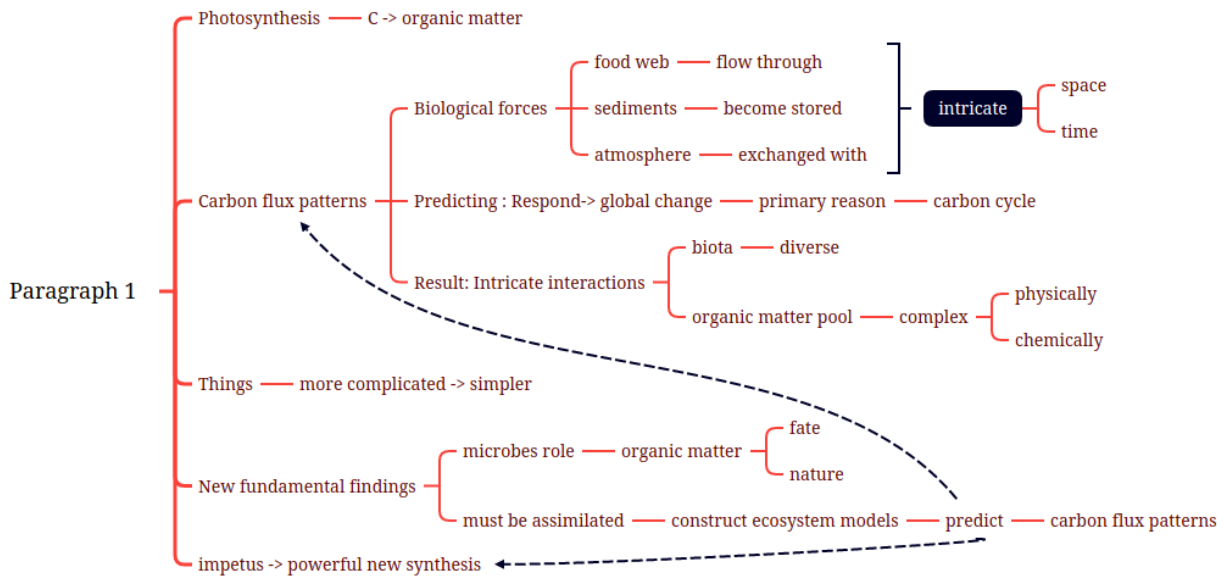 Paragraph 1
Photosynthesis
C -> organic matter
Carbon flux patterns
Biological forces
food web
flow through
sediments
become stored
atmosphere
exchanged with
intricate
space
time
Predicting : Respond-> global change
primary reason
carbon cycle
Result: Intricate interactions
biota
diverse
organic matter pool
complex
physically
chemically
Things
more complicated -> simpler
New fundamental findings
microbes role
organic matter
fate
nature
must be assimilated
construct ecosystem models
predict
carbon flux patterns
impetus -> powerful new synthesis